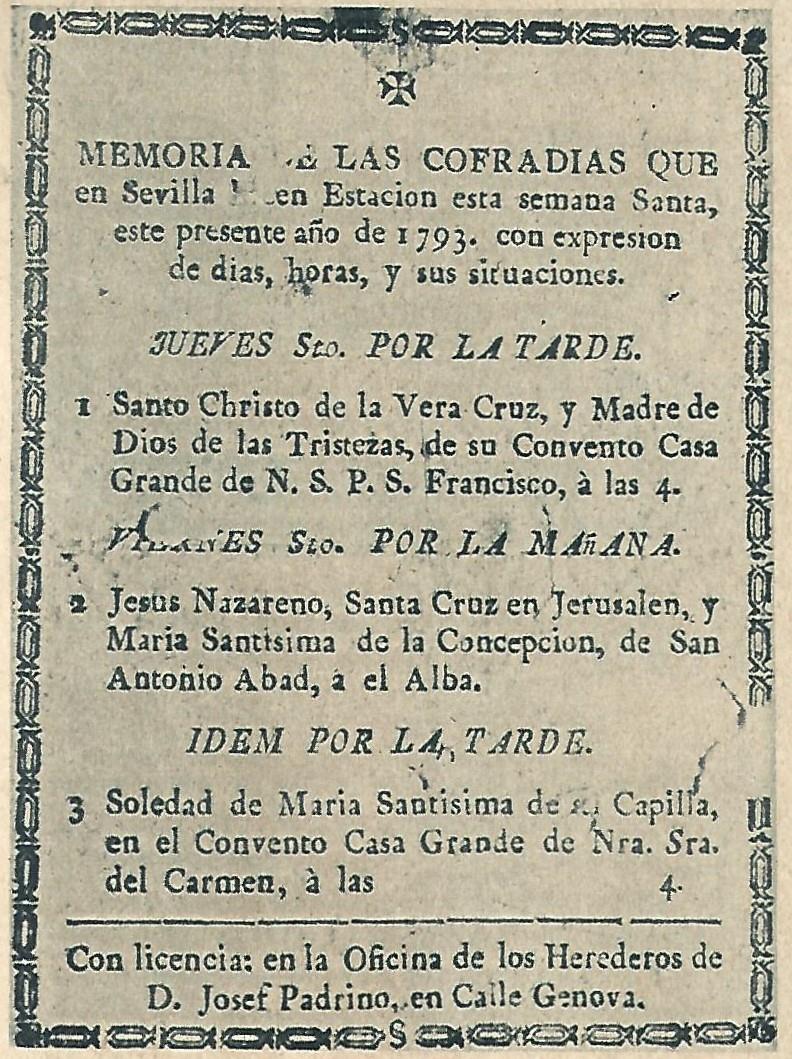 MEMORIA DE LAS COFRADIAS QUE
en Sevilla en Estacion esta semana Santa,
este presente año de 1793. con expresion
de dias, horas, y sus situaciones.
JUEVES Sto. POR LA TARDE.
1 Santo Christo de la Vera Cruz, y Madre de
Dios de las Tristezas, de su Convento Casa
Grande de N. S. P. S. Francisco, à las 4.
VIERNES Sto. POR LA MAñANA.
2 Jesus Nazareno, Santa Cruz en Jerusalen, y
Maria Santisima de la Concepcion, de San
Antonio Abad, à el Alba.
IDEM POR LA TARDE.
3 Soledad de Maria Santisima de su Capilla,
en el Convento Casa Grande de Nra. Sra.
del Carmen, à las 4.
Con licencia: en la Oficina de los Herederos de
D. Josef Padrino, en Calle Genova.